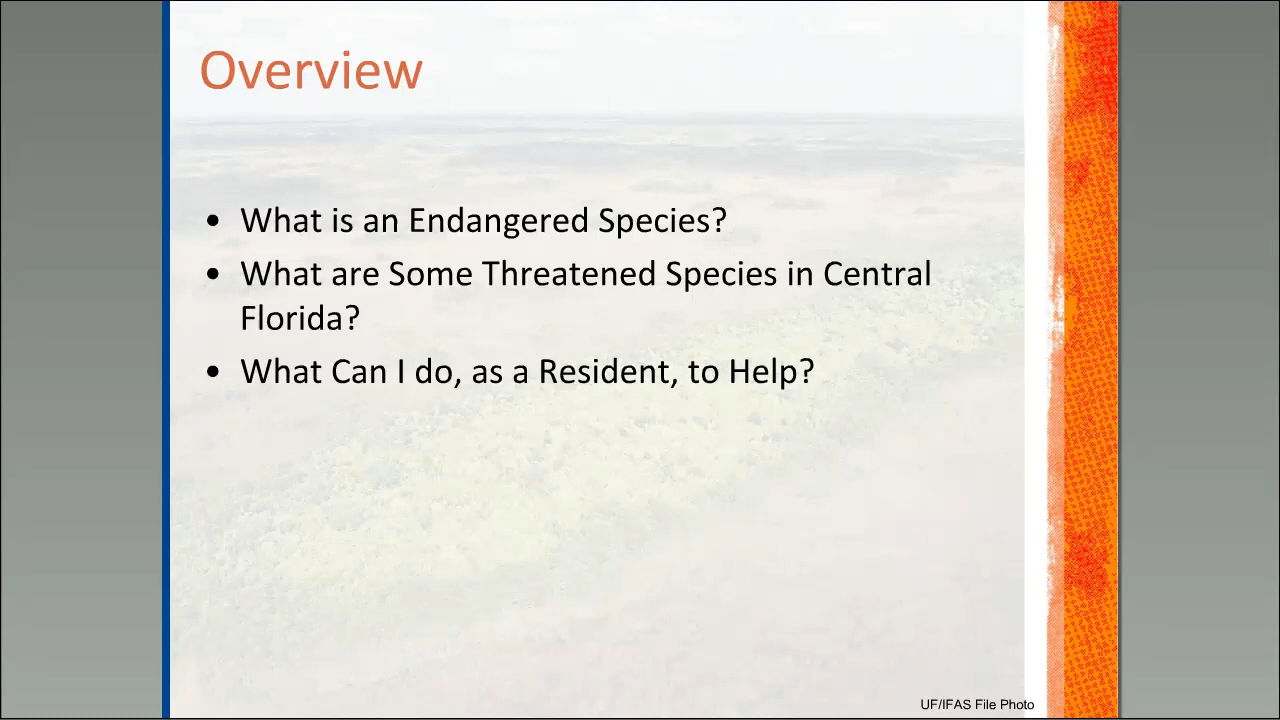 Overview
• What is an Endangered Species?
• What are Some Threatened Species in Central
Florida?
• What Can I do, as a Resident, to Help?
UF/IFAS File Photo